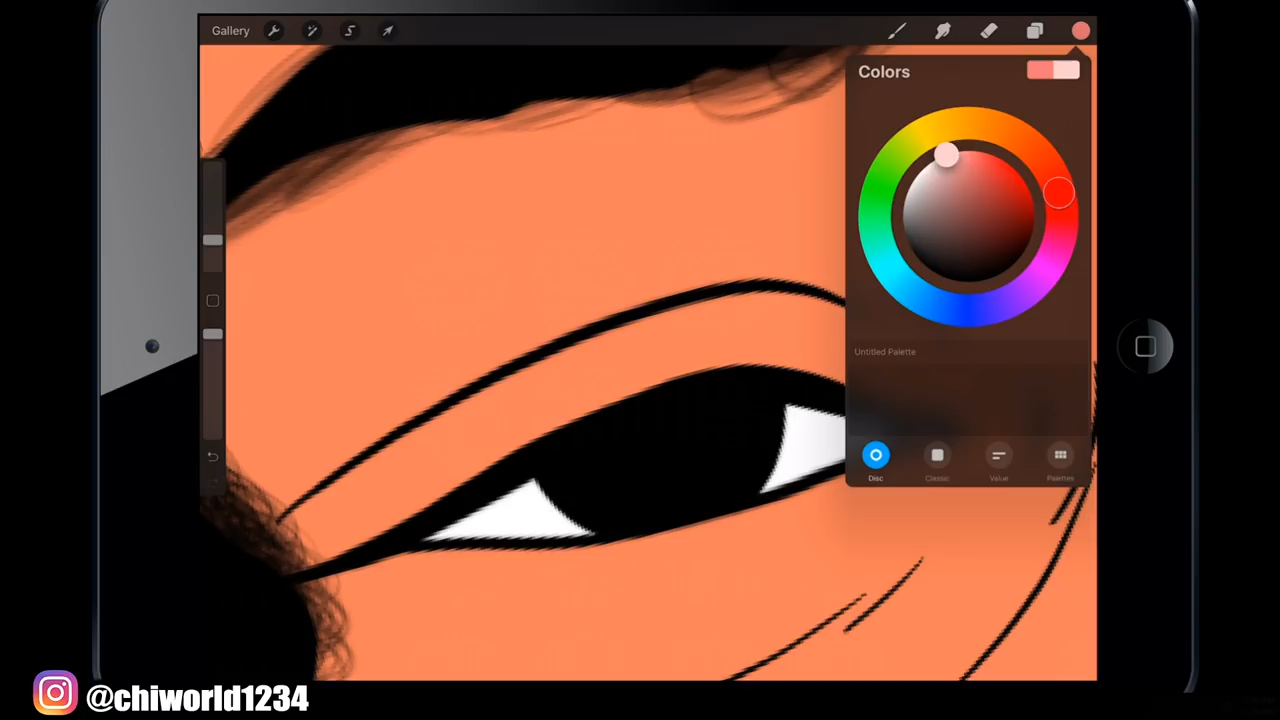 Gallery
Colors
Untitled Palette
Disc Classic Value Palettes
@chiworld1234